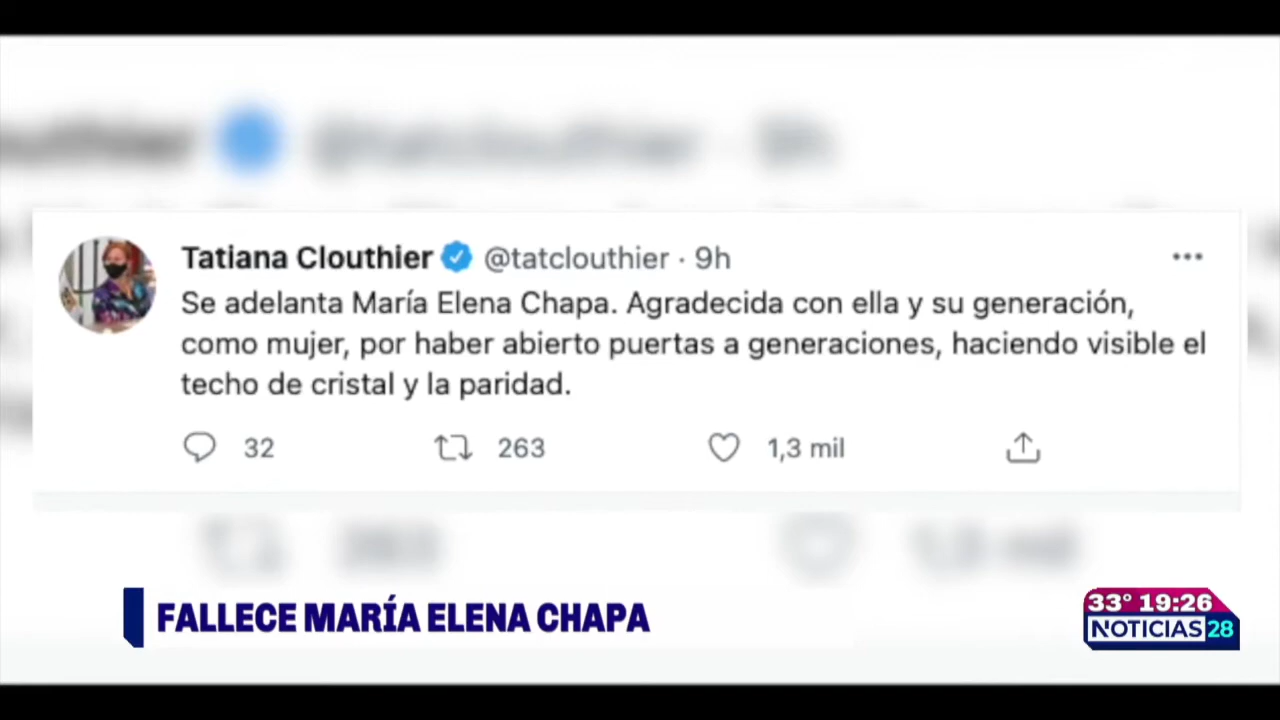 Tatiana Clouthier @tatclouthier · 9h
Se adelanta María Elena Chapa. Agradecida con ella y su generación,
como mujer, por haber abierto puertas a generaciones, haciendo visible el
techo de cristal y la paridad.
32 263 1,3 mil
FALLECE MARÍA ELENA CHAPA
33° 19:26
NOTICIAS 28